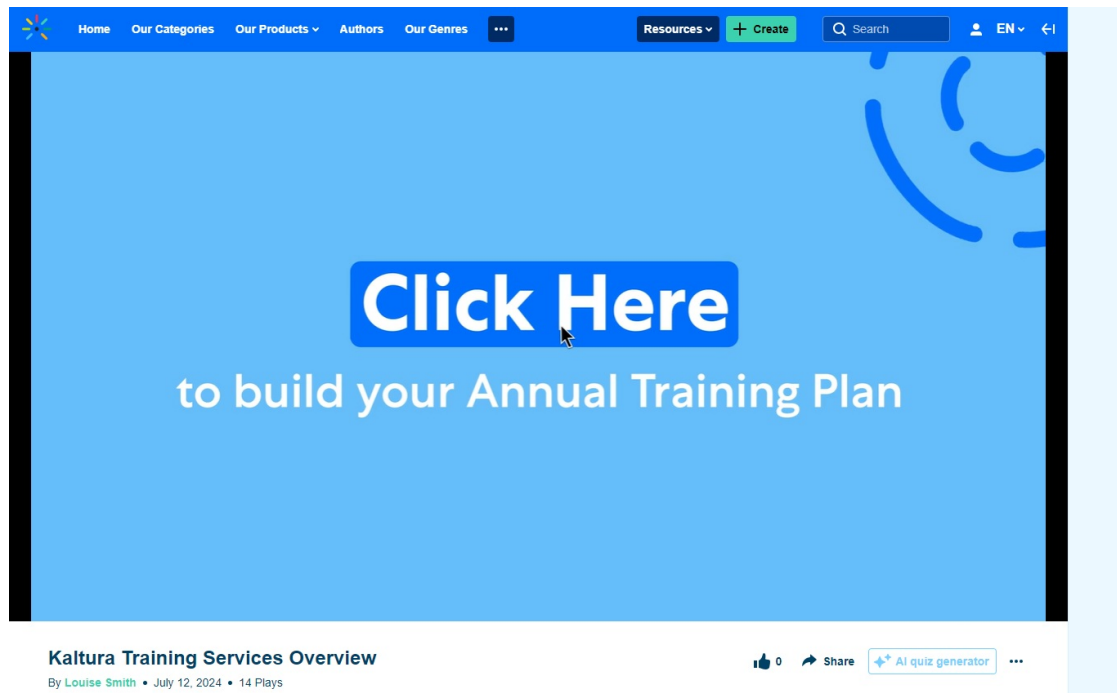 Home Our Categories Our Products Authors Our Genres ••• Resources + Create Search EN
Click Here
to build your Annual Training Plan
Kaltura Training Services Overview
0 Share AI quiz generator •••
By Louise Smith • July 12, 2024 • 14 Plays